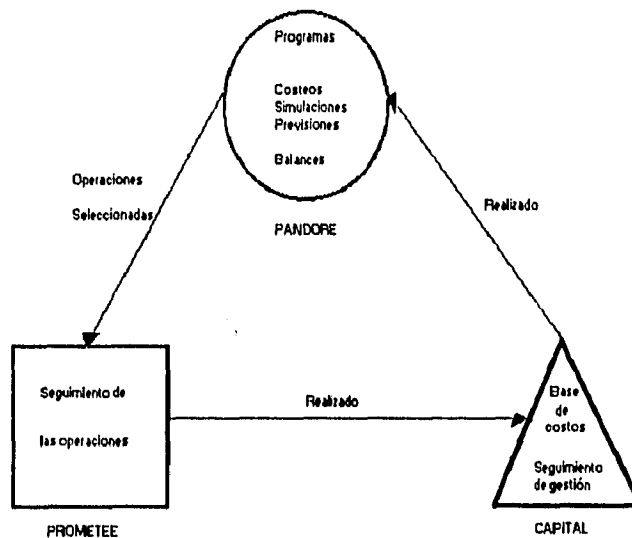 Programas
Costeos
Simulaciones
Previsiones
Balances
PANDORE
Operaciones
Seleccionadas
Realizado
Seguimiento de
las operaciones
PROMETEE
Realizado
Base
de
costos
Seguimiento
de gestión
CAPITAL